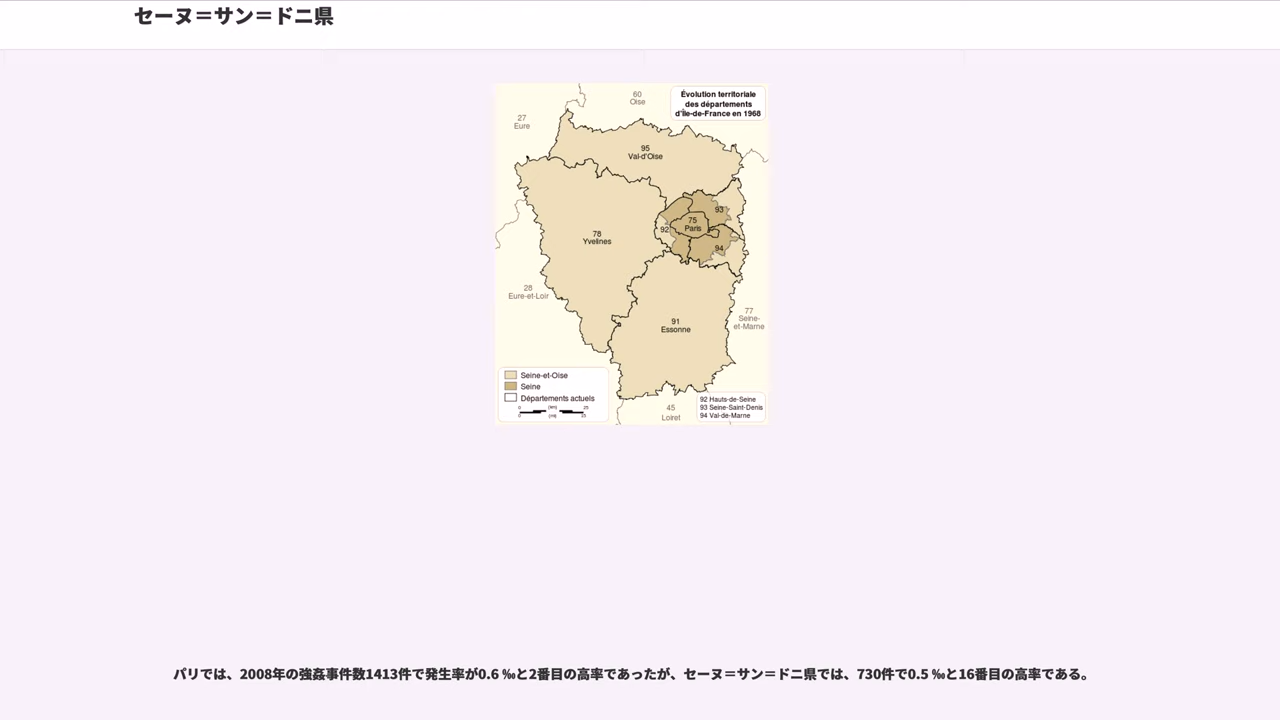 セーヌ＝サン＝ドニ県
Évolution territoriale
des départements
d'Île-de-France en 1968
60
Oise
27
Eure
95
Val-d'Oise
93
75
Paris
92
94
78
Yvelines
28
Eure-et-Loir
77
Seine-
et-Marne
91
Essonne
Seine-et-Oise
Seine
Départements actuels
0 (km) 25
0 (mi) 15
45
Loiret
92 Hauts-de-Seine
93 Seine-Saint-Denis
94 Val-de-Marne
パリでは、2008年の強姦事件数1413件で発生率が0.6 ‰と2番目の高率であったが、セーヌ＝サン＝ドニ県では、730件で0.5 ‰と16番目の高率である。